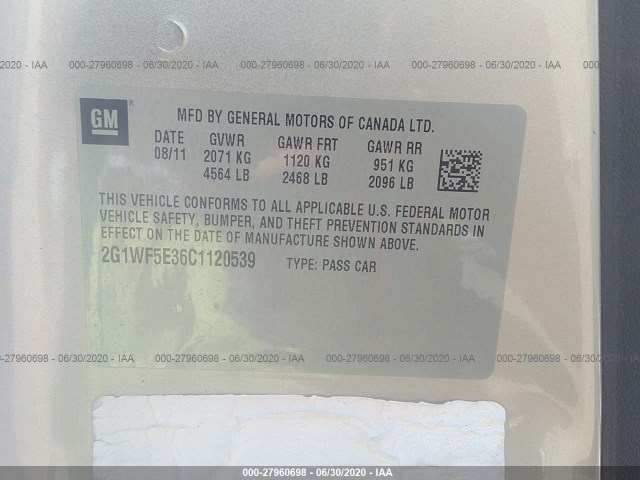 000-27960698 - 06/30/2020 - IAA
000-27960698 - 06/30/2020 - IAA
000-27960698 - 06/30/2020 - IAA
GM
®
MFD BY GENERAL MOTORS OF CANADA LTD.
DATE GVWR GAWR FRT GAWR RR
08/11 2071 KG 1120 KG 951 KG
4564 LB 2468 LB 2096 LB
THIS VEHICLE CONFORMS TO ALL APPLICABLE U.S. FEDERAL MOTOR
VEHICLE SAFETY, BUMPER, AND THEFT PREVENTION STANDARDS IN
EFFECT ON THE DATE OF MANUFACTURE SHOWN ABOVE.
2G1WF5E36C1120539 TYPE: PASS CAR
000-27960698 - 06/30/2020 - IAA
000-27960698 - 06/30/2020 - IAA
000-27960698 - 06/30/2020 - IAA
000-27960698 - 06/30/2020 - IAA